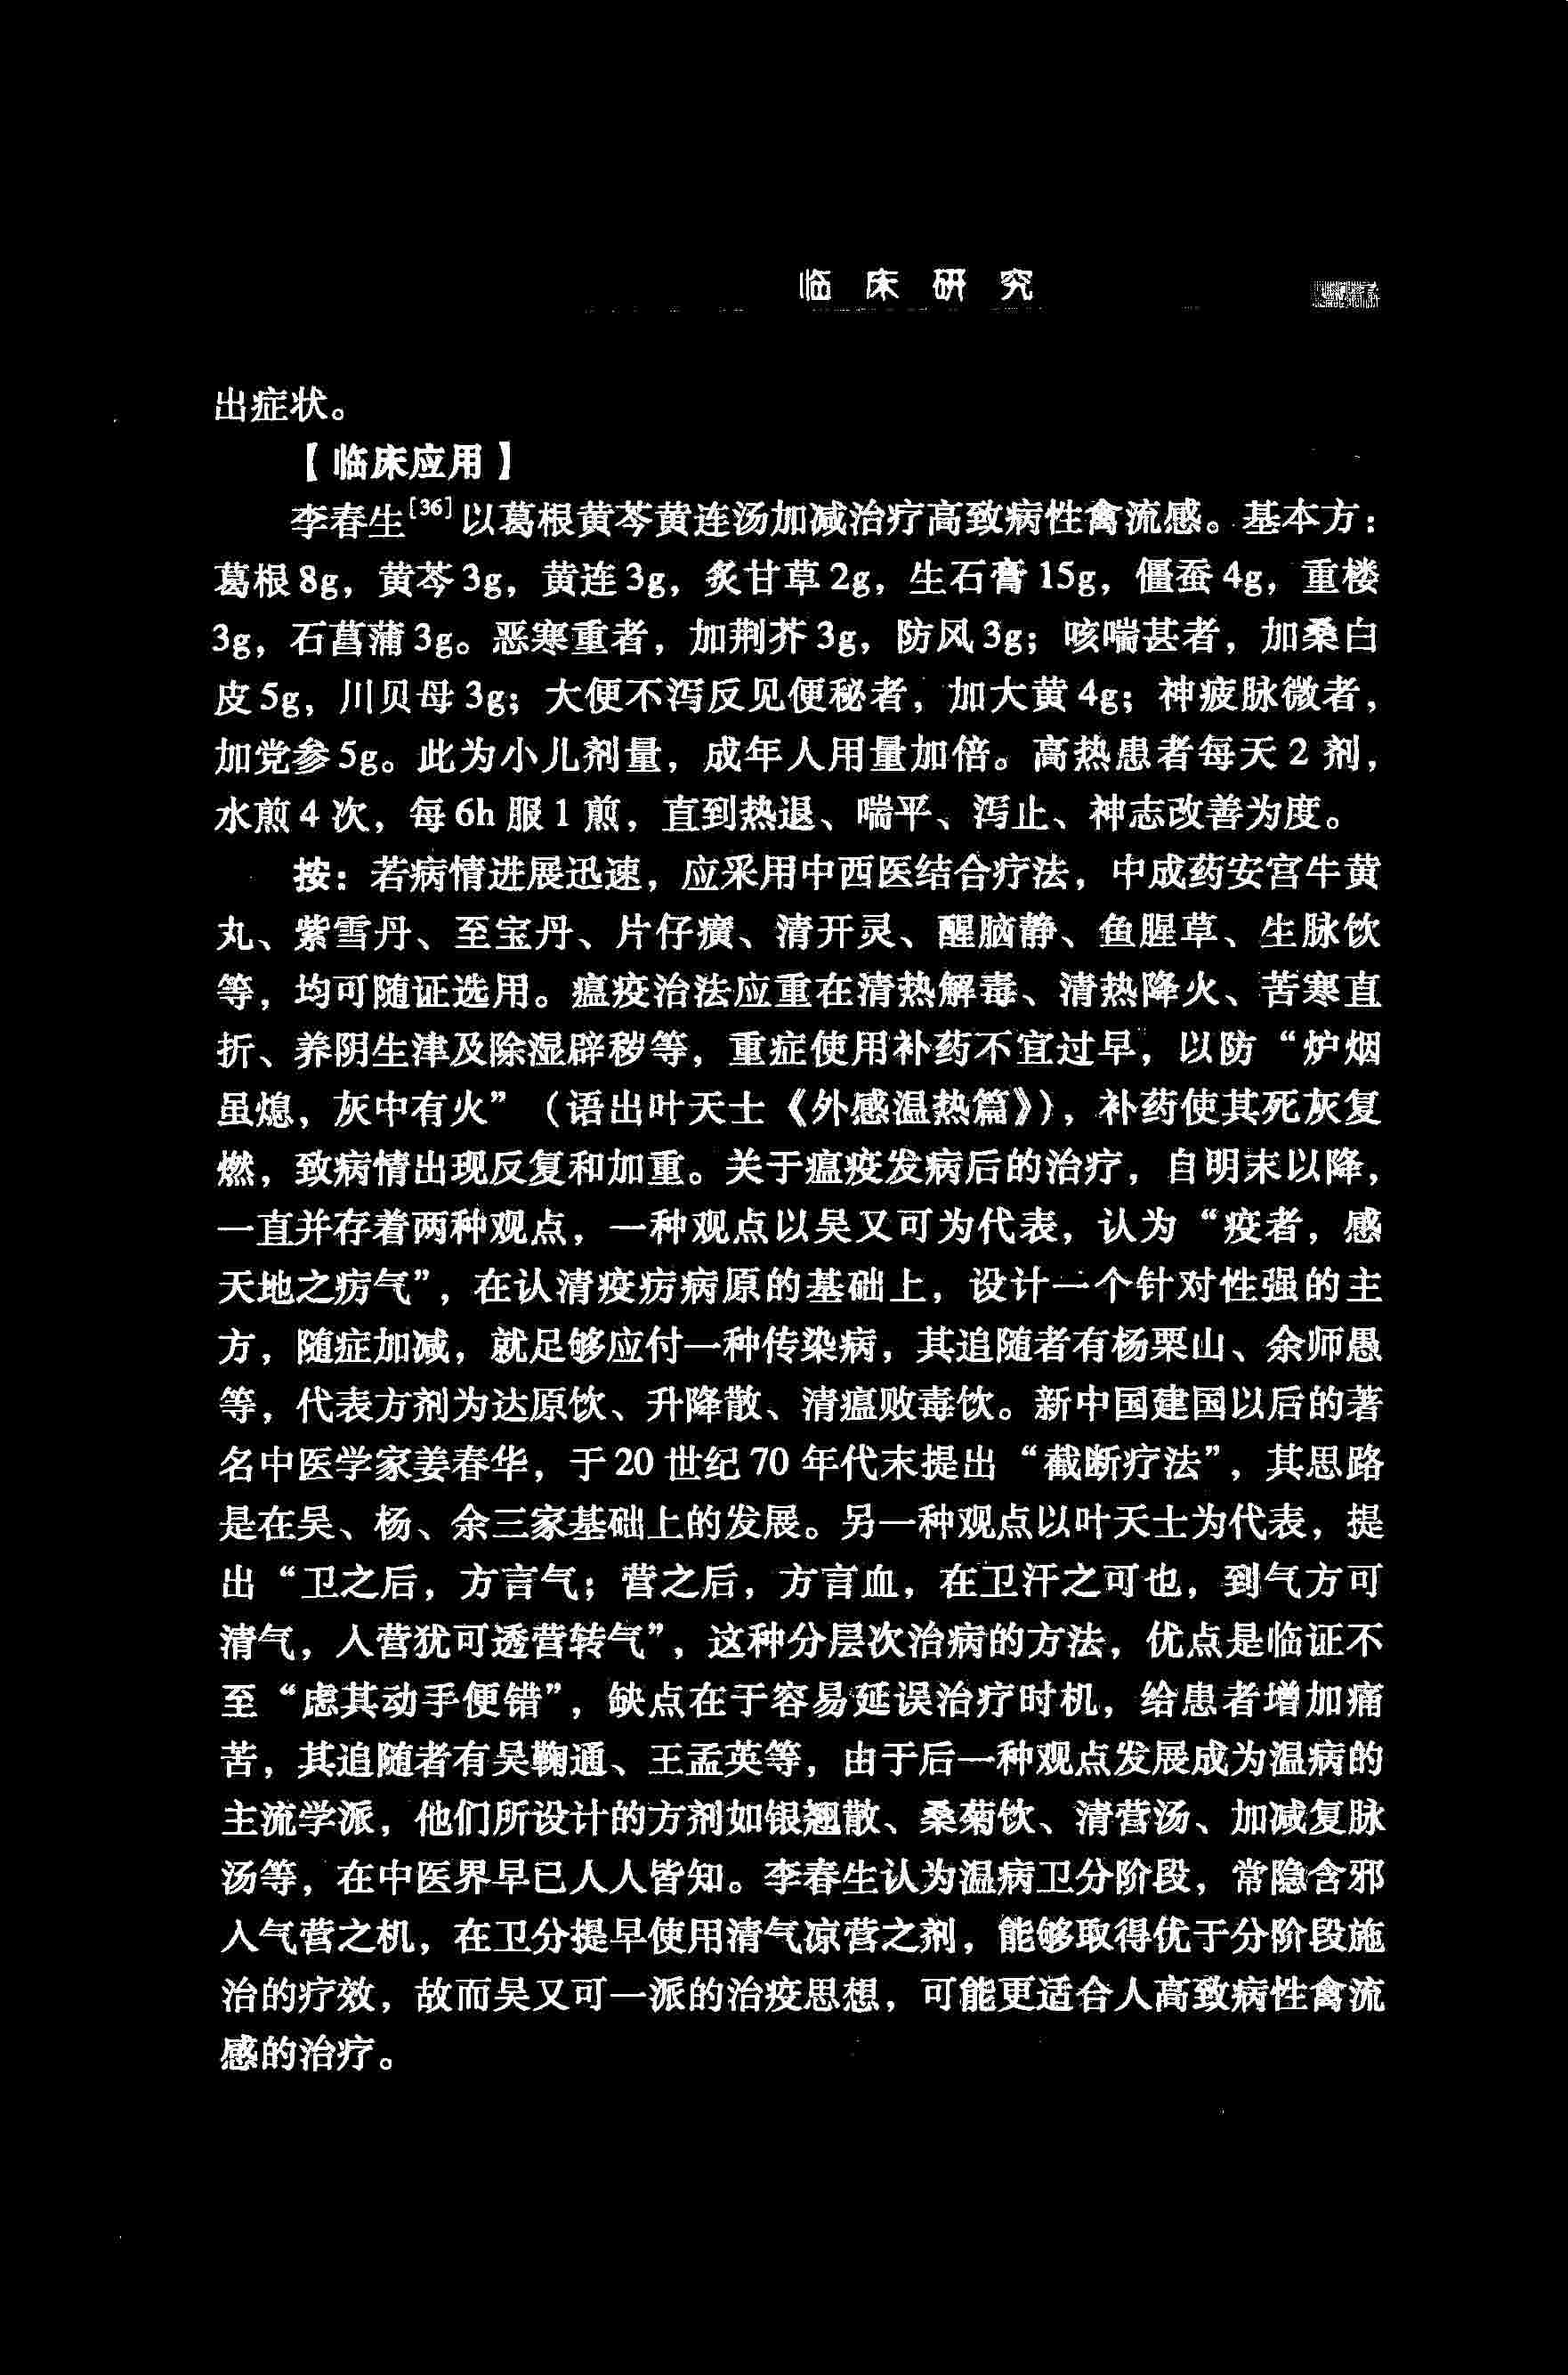 临床研究
出症状。
【临床应用】
李春生[36]以葛根黄芩黄连汤加减治疗高致病性禽流感。基本方：
葛根8g，黄芩3g，黄连3g，炙甘草2g，生石膏15g，僵蚕4g，重楼
3g，石菖蒲3g。恶寒重者，加荆芥3g，防风3g；咳喘甚者，加桑白
皮5g，川贝母3g；大便不泻反见便秘者，加大黄4g；神疲脉微者，
加党参5g。此为小儿剂量，成年人用量加倍。高热患者每天2剂，
水煎4次，每6h服1煎，直到热退、喘平、泻止、神志改善为度。
按：若病情进展迅速，应采用中西医结合疗法，中成药安宫牛黄
丸、紫雪丹、至宝丹、片仔癀、清开灵、醒脑静、鱼腥草、生脉饮
等，均可随证选用。瘟疫治法应重在清热解毒、清热降火、苦寒直
折、养阴生津及除湿辟秽等，重症使用补药不宜过早，以防“炉烟
虽熄，灰中有火”（语出叶天士《外感温热篇》），补药使其死灰复
燃，致病情出现反复和加重。关于瘟疫发病后的治疗，自明末以降，
一直并存着两种观点，一种观点以吴又可为代表，认为“疫者，感
天地之疠气”，在认清疫疠病原的基础上，设计一个针对性强的主
方，随症加减，就足够应付一种传染病，其追随者有杨栗山、余师愚
等，代表方剂为达原饮、升降散、清瘟败毒饮。新中国建国以后的著
名中医学家姜春华，于20世纪70年代末提出“截断疗法”，其思路
是在吴、杨、余三家基础上的发展。另一种观点以叶天士为代表，提
出“卫之后，方言气；营之后，方言血，在卫汗之可也，到气方可
清气，入营犹可透营转气”，这种分层次治病的方法，优点是临证不
至“虑其动手便错”，缺点在于容易延误治疗时机，给患者增加痛
苦，其追随者有吴鞠通、王孟英等，由于后一种观点发展成为温病的
主流学派，他们所设计的方剂如银翘散、桑菊饮、清营汤、加减复脉
汤等，在中医界早已人人皆知。李春生认为温病卫分阶段，常隐含邪
入气营之机，在卫分提早使用清气凉营之剂，能够取得优于分阶段施
治的疗效，故而吴又可一派的治疫思想，可能更适合人高致病性禽流
感的治疗。